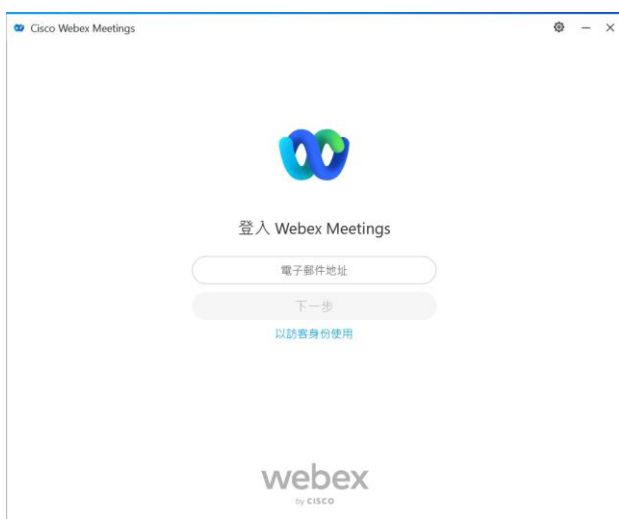 Cisco Webex Meetings
登入 Webex Meetings
電子郵件地址
下一步
以訪客身份使用
webex
by CISCO